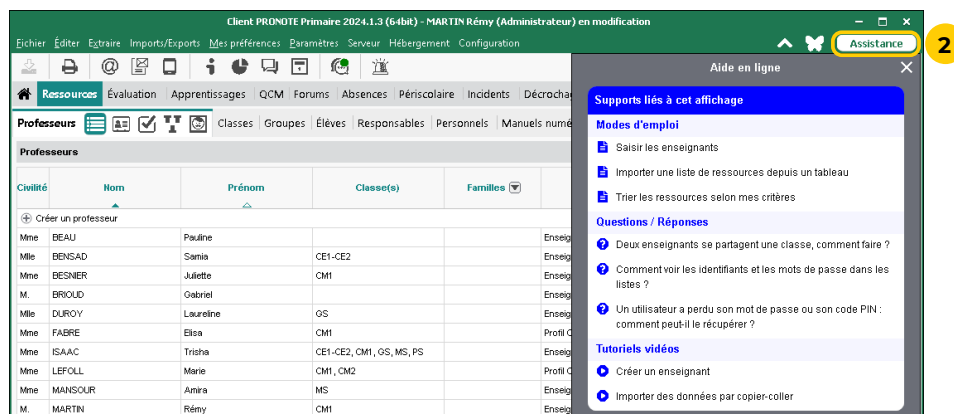 Client PRONOTE Primaire 2024.1.3 (64bit) - MARTIN Rémy (Administrateur) en modification
Fichier Éditer Extraire Imports/Exports Mes préférences Paramètres Serveur Hébergement Configuration
Assistance
2
Aide en ligne
Ressources Évaluation Apprentissages QCM Forums Absences Périscolaire Incidents
Professeurs Classes Groupes Élèves Responsables Personnels Manuels
Professeurs
Civilité Nom Prénom Classe(s) Familles
Créer un professeur
Mme BEAU Pauline Enseig
Mlle BENSAD Samia CE1-CE2 Enseig
Mme BESNIER Juliette CM1 Enseig
M. BRIOUD Gabriel Enseig
Mlle DUROY Laureline GS Enseig
Mme FABRE Elisa CM1 Profil C
Mme ISAAC Trisha CE1-CE2, CM1, GS, MS, PS Enseig
Mme LEFOLL Marie CM1, CM2 Profil C
Mme MANSOUR Amira MS Enseig
M. MARTIN Rémy CM1 Enseig
Supports liés à cet affichage
Modes d'emploi
Saisir les enseignants
Importer une liste de ressources depuis un tableau
Trier les ressources selon mes critères
Questions / Réponses
Deux enseignants se partagent une classe, comment faire ?
Comment voir les identifiants et les mots de passe dans les
listes ?
Un utilisateur a perdu son mot de passe ou son code PIN :
comment peut-il le récupérer ?
Tutoriels vidéos
Créer un enseignant
Importer des données par copier-coller